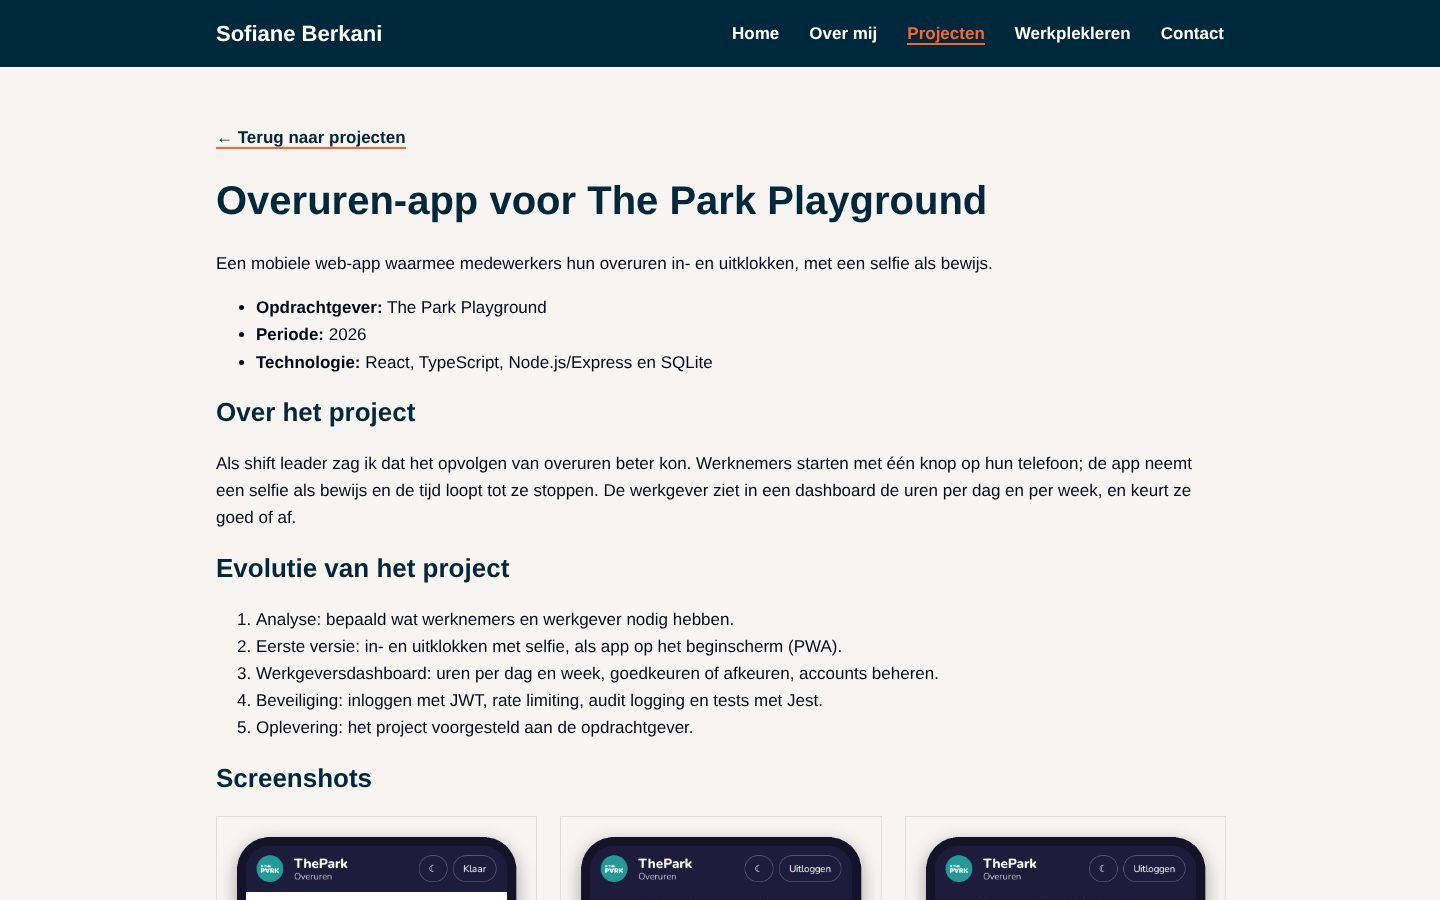 Sofiane Berkani
Home Over mij Projecten Werkplekleren Contact
← Terug naar projecten
Overuren-app voor The Park Playground
Een mobiele web-app waarmee medewerkers hun overuren in- en uitklokken, met een selfie als bewijs.
• Opdrachtgever: The Park Playground
• Periode: 2026
• Technologie: React, TypeScript, Node.js/Express en SQLite
Over het project
Als shift leader zag ik dat het opvolgen van overuren beter kon. Werknemers starten met één knop op hun telefoon; de app neemt
een selfie als bewijs en de tijd loopt tot ze stoppen. De werkgever ziet in een dashboard de uren per dag en per week, en keurt ze
goed of af.
Evolutie van het project
1. Analyse: bepaald wat werknemers en werkgever nodig hebben.
2. Eerste versie: in- en uitklokken met selfie, als app op het beginscherm (PWA).
3. Werkgeversdashboard: uren per dag en week, goedkeuren of afkeuren, accounts beheren.
4. Beveiliging: inloggen met JWT, rate limiting, audit logging en tests met Jest.
5. Oplevering: het project voorgesteld aan de opdrachtgever.
Screenshots
ThePark
Overuren
Klaar
ThePark
Overuren
Uitloggen
ThePark
Overuren
Uitloggen